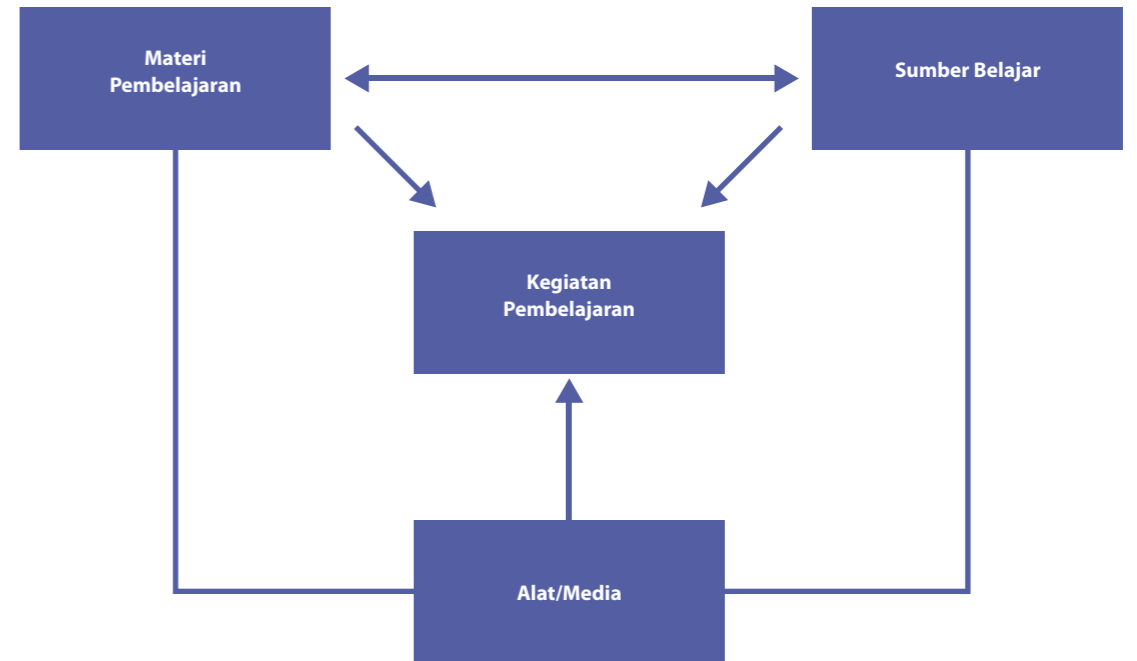 Materi
Pembelajaran
Sumber Belajar
Kegiatan
Pembelajaran
Alat/Media